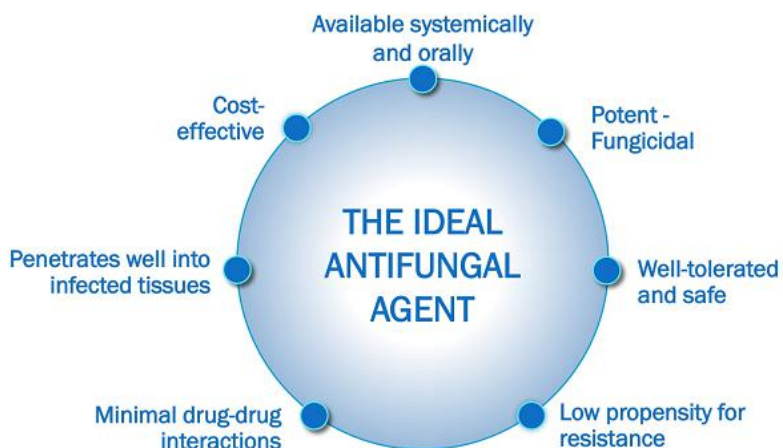 Available systemically
and orally
Cost-
effective
Potent -
Fungicidal
THE IDEAL
ANTIFUNGAL
AGENT
Penetrates well into
infected tissues
Well-tolerated
and safe
Minimal drug-drug
interactions
Low propensity for
resistance